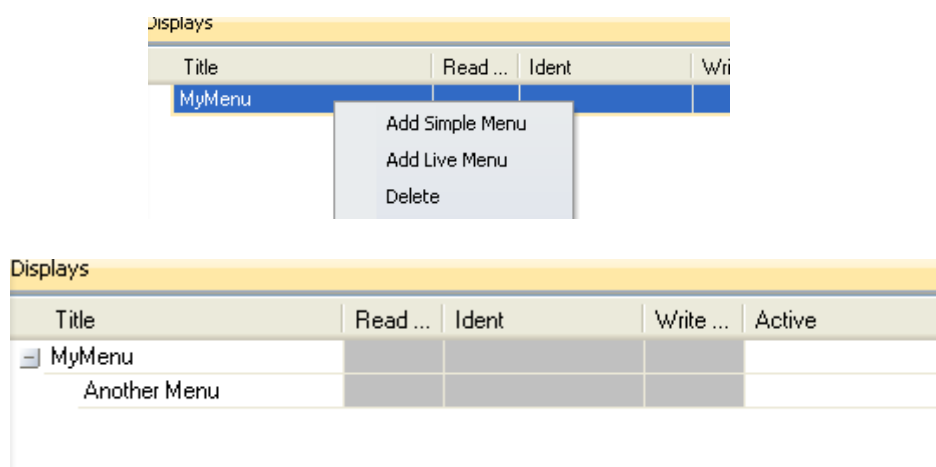 Displays
Title Read ... Ident Wri
MyMenu
Add Simple Menu
Add Live Menu
Delete
Displays
Title Read ... Ident Write ... Active
MyMenu
Another Menu